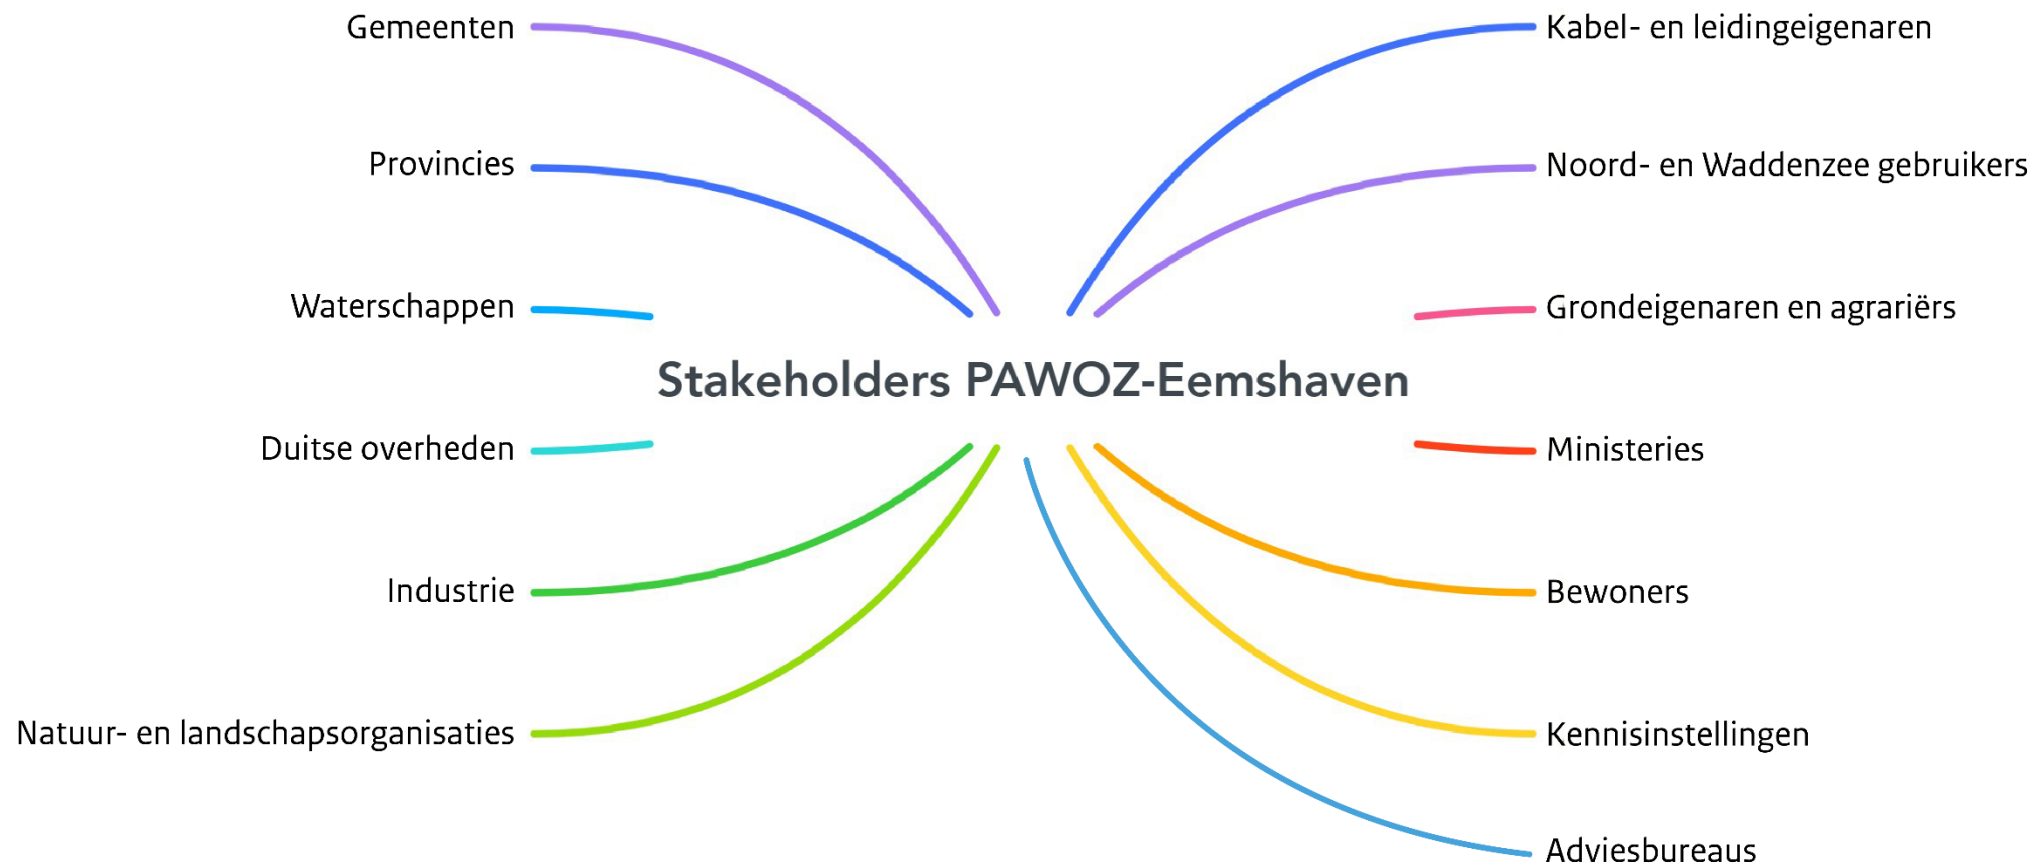 Gemeenten
Provincies
Waterschappen
Duitse overheden
Industrie
Natuur- en landschapsorganisaties
Stakeholders PAWOZ-Eemshaven
Kabel- en leidingeigenaren
Noord- en Waddenzee gebruikers
Grondeigenaren en agrariërs
Ministeries
Bewoners
Kennisinstellingen
Adviesbureaus